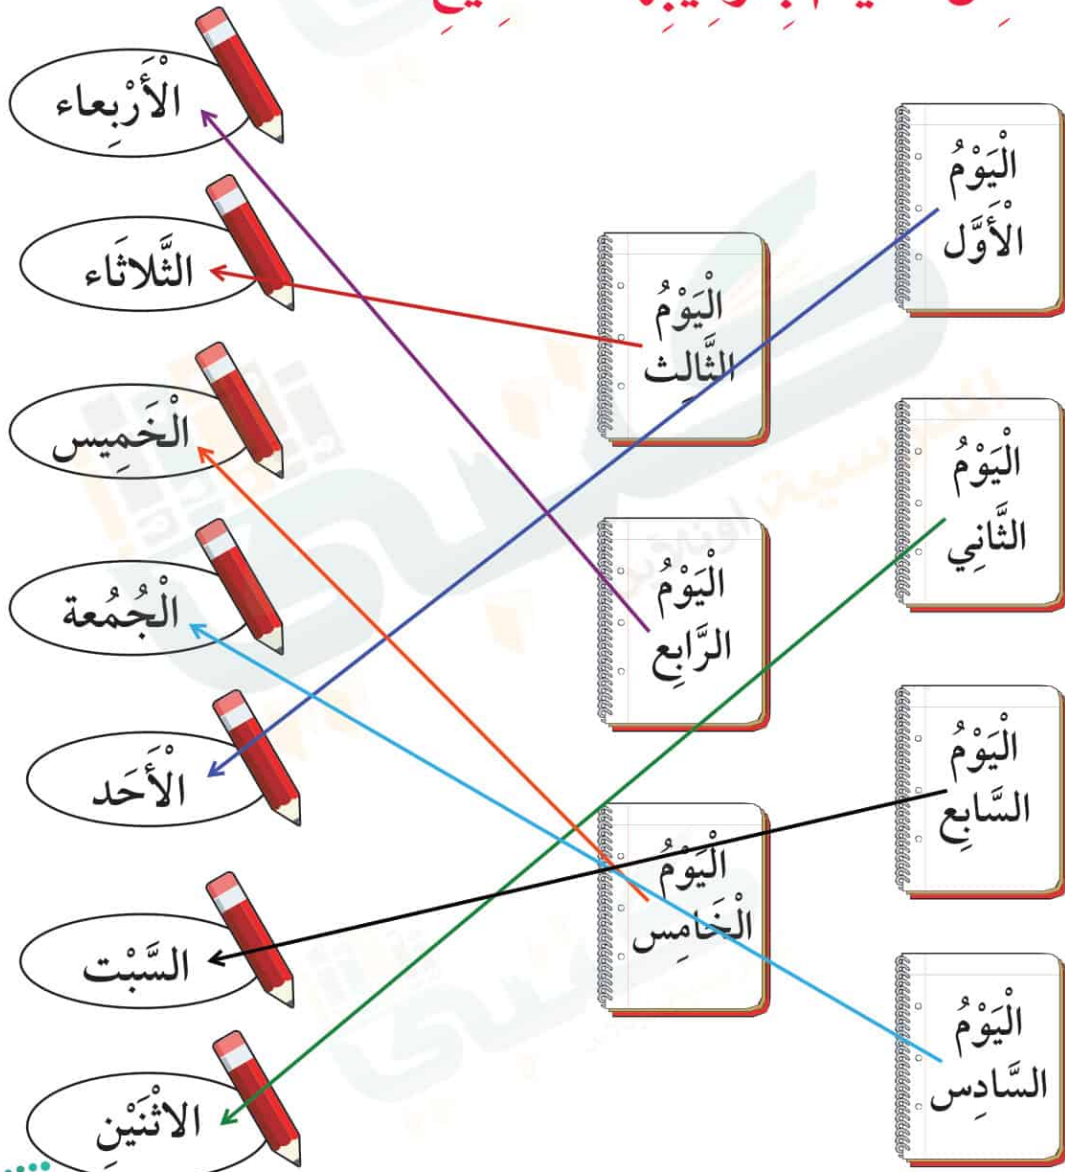 الْيَوْمُ
الْأَوَّل
الْيَوْمُ
الثَّانِي
الْيَوْمُ
السَّابِع
الْيَوْمُ
السَّادِس
الْيَوْمُ
الثَّالِث
الْيَوْمُ
الرَّابِع
الْيَوْمُ
الْخَامِس
الْأَرْبِعاء
الثَّلاثَاء
الْخَمِيس
الْجُمُعة
الْأَحَد
السَّبْت
الاثْنَيْنِ